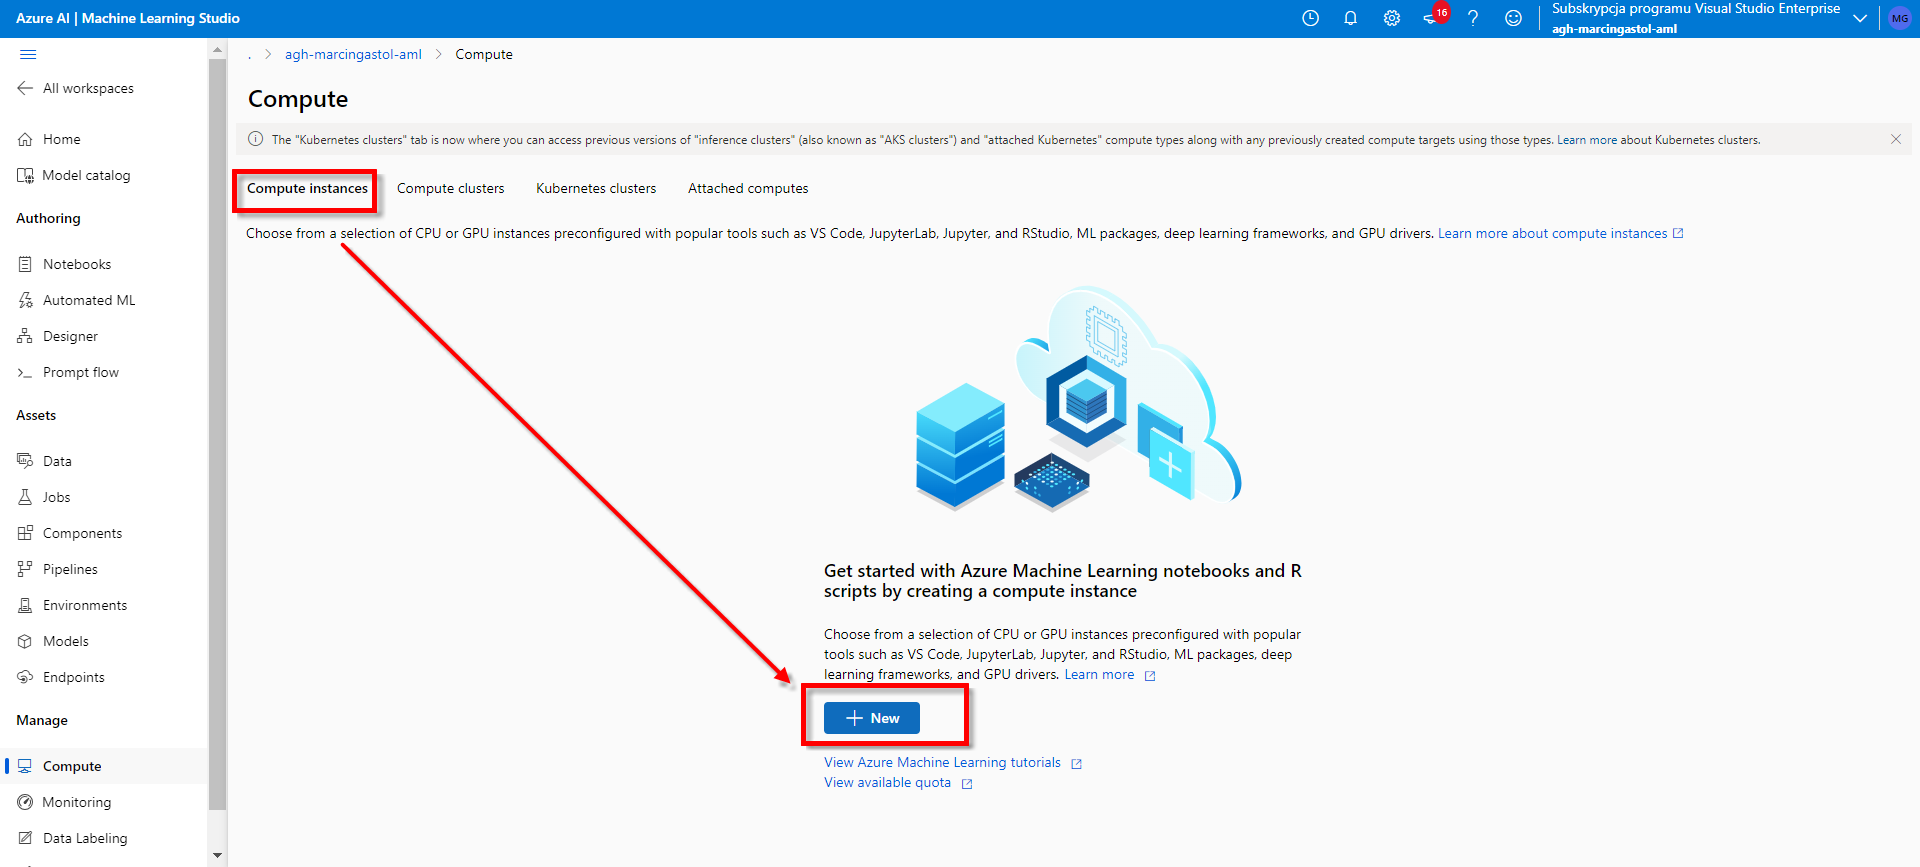 Azure AI | Machine Learning Studio
16
Subskrypcja programu Visual Studio Enterprise
agh-marcingastol-aml
MG
All workspaces
Home
Model catalog
Authoring
Notebooks
Automated ML
Designer
Prompt flow
Assets
Data
Jobs
Components
Pipelines
Environments
Models
Endpoints
Manage
Compute
Monitoring
Data Labeling
. > agh-marcingastol-aml > Compute
Compute
The "Kubernetes clusters" tab is now where you can access previous versions of "inference clusters" (also known as "AKS clusters") and "attached Kubernetes" compute types along with any previously created compute targets using those types. Learn more about Kubernetes clusters.
Compute instances Compute clusters Kubernetes clusters Attached computes
Choose from a selection of CPU or GPU instances preconfigured with popular tools such as VS Code, JupyterLab, Jupyter, and RStudio, ML packages, deep learning frameworks, and GPU drivers. Learn more about compute instances
Get started with Azure Machine Learning notebooks and R
scripts by creating a compute instance
Choose from a selection of CPU or GPU instances preconfigured with popular
tools such as VS Code, JupyterLab, Jupyter, and RStudio, ML packages, deep
learning frameworks, and GPU drivers. Learn more
New
View Azure Machine Learning tutorials
View available quota